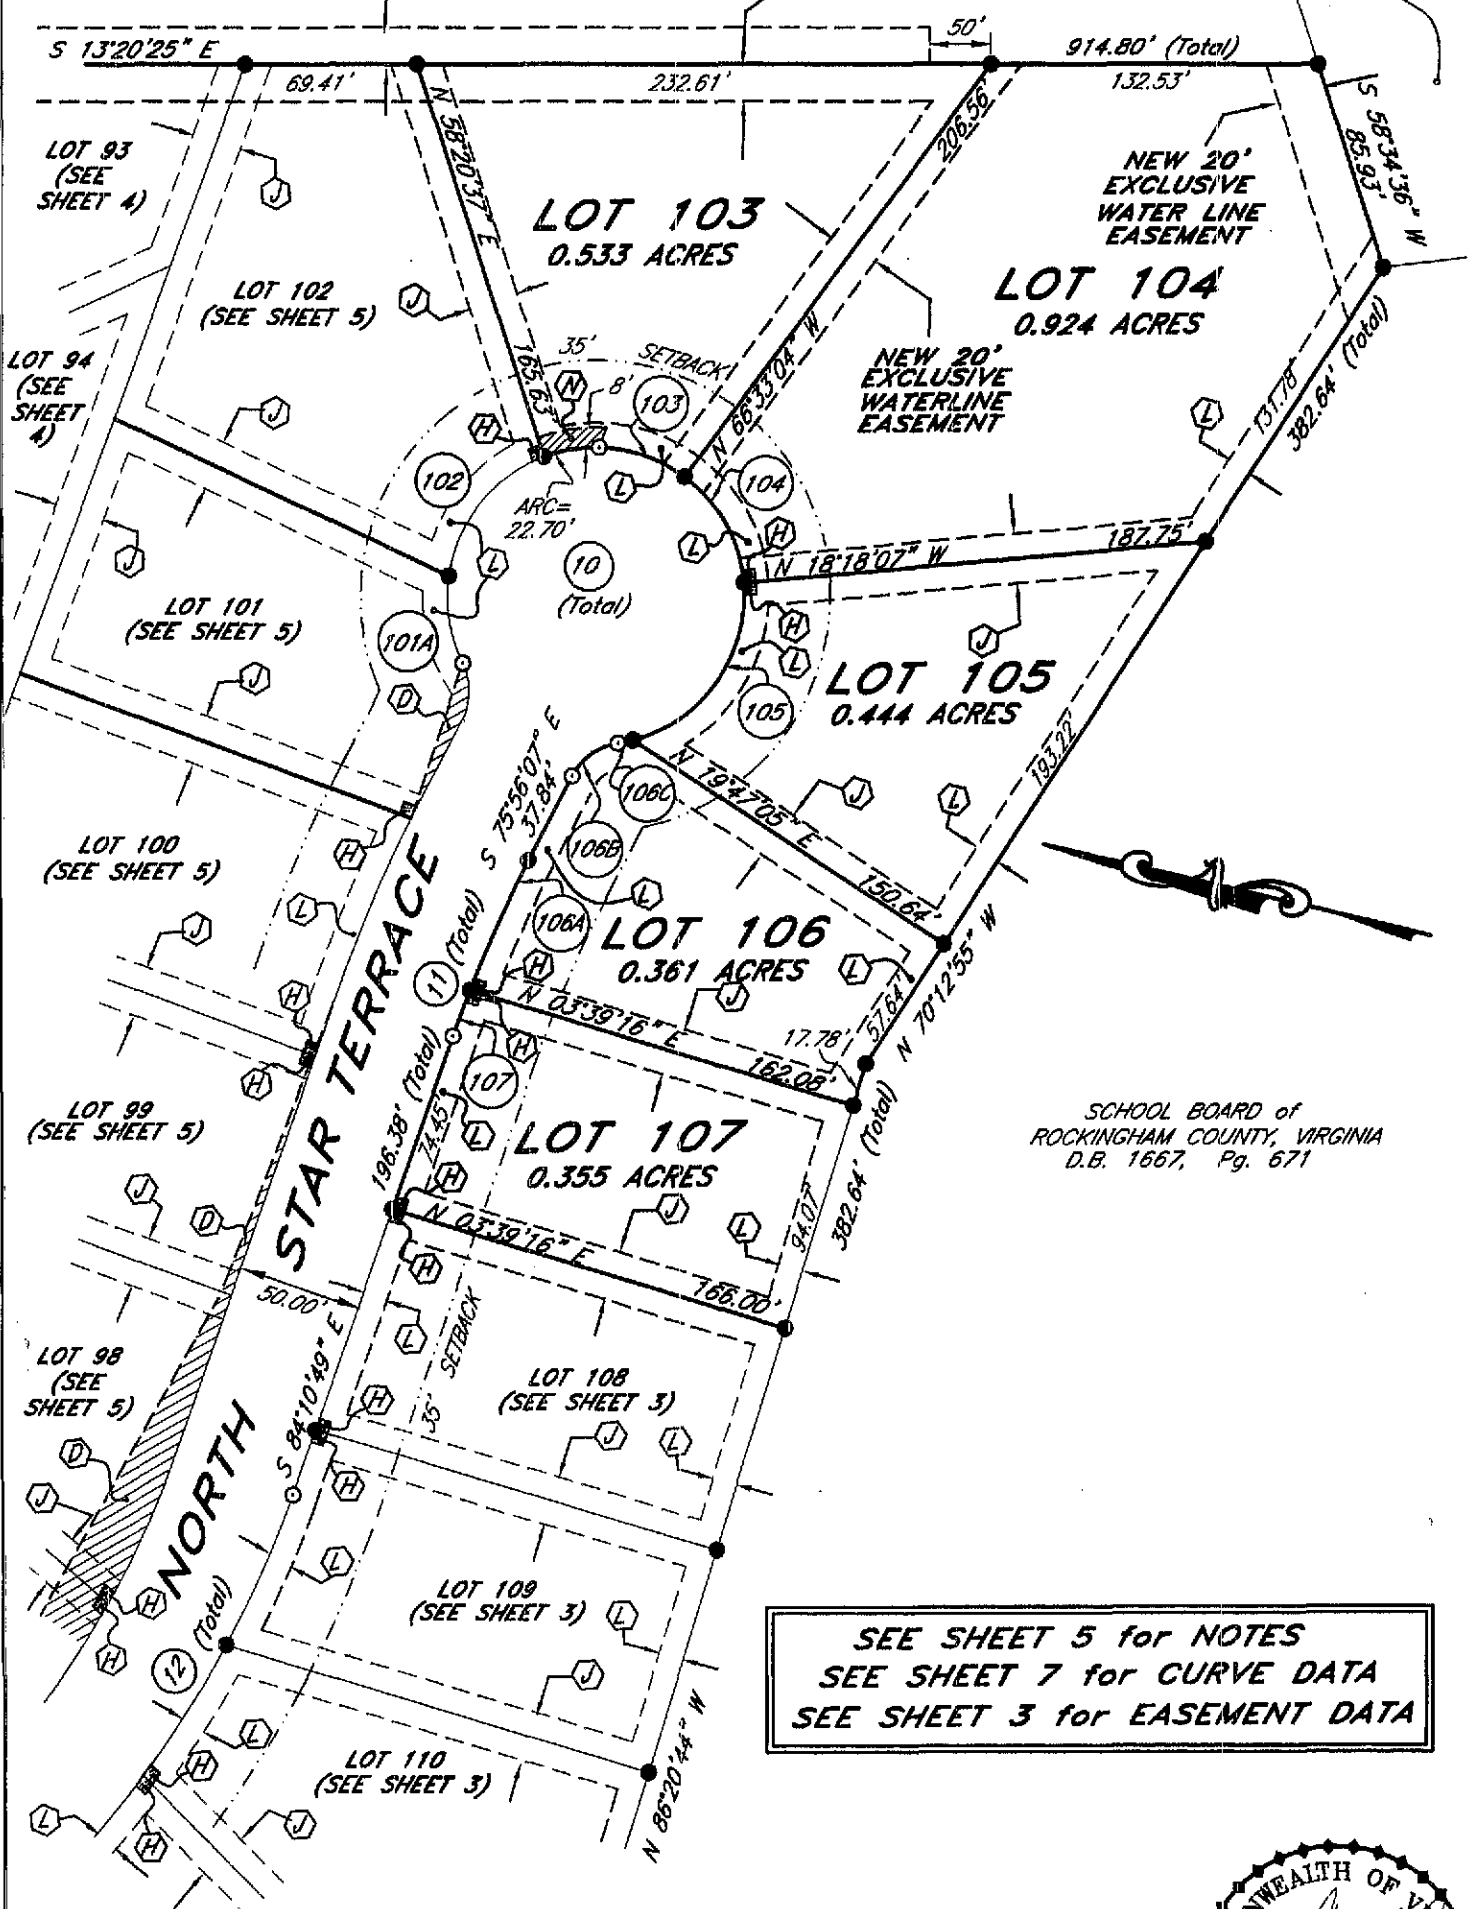 S 13°20'25" E
50'
914.80' (Total)
69.41'
232.61'
132.53'
S 58°34'36" W
85.93'
LOT 93
(SEE
SHEET 4)
J
N 58°20'37" E
165.63'
LOT 103
0.533 ACRES
206.56'
N 66°33'04" W
NEW 20'
EXCLUSIVE
WATER LINE
EASEMENT
LOT 104
0.924 ACRES
LOT 102
(SEE SHEET 5)
J
NEW 20'
EXCLUSIVE
WATERLINE
EASEMENT
LOT 94
(SEE
SHEET
4)
J
35'
SETBACK
N
8'
103
H
L
131.78'
382.64' (Total)
102
L
104
ARC=
22.70'
L
H
N 18°18'07" W
187.75'
J
L
10
(Total)
LOT 101
(SEE SHEET 5)
101A
H
J
L
J
D
LOT 105
0.444 ACRES
105
193.22'
S 75°56'07" E
37.84'
106C
N 19°47'05" E
150.64'
J
L
LOT 100
(SEE SHEET 5)
H
106B
L
L
J
106A
LOT 106
0.361 ACRES
L
N 70°12'55" W
57.64'
11
(Total)
H
H
N 03°39'16" E
162.08'
J
17.78'
H
H
107
L
LOT 99
(SEE SHEET 5)
196.38' (Total)
74.45'
LOT 107
0.355 ACRES
SCHOOL BOARD of
ROCKINGHAM COUNTY, VIRGINIA
D.B. 1667, Pg. 671
J
D
H
J
L
94.07'
382.64' (Total)
N 03°39'16" E
166.00'
H
50.00'
L
35' SETBACK
LOT 98
(SEE
SHEET 5)
LOT 108
(SEE SHEET 3)
S 84°10'49" E
H
J
L
D
J
H
NORTH STAR TERRACE
L
H
H
LOT 109
(SEE SHEET 3)
L
12
(Total)
J
SEE SHEET 5 for NOTES
SEE SHEET 7 for CURVE DATA
SEE SHEET 3 for EASEMENT DATA
N 86°20'44" W
L
H
LOT 110
(SEE SHEET 3)
L
H
J
NWEALTH OF V